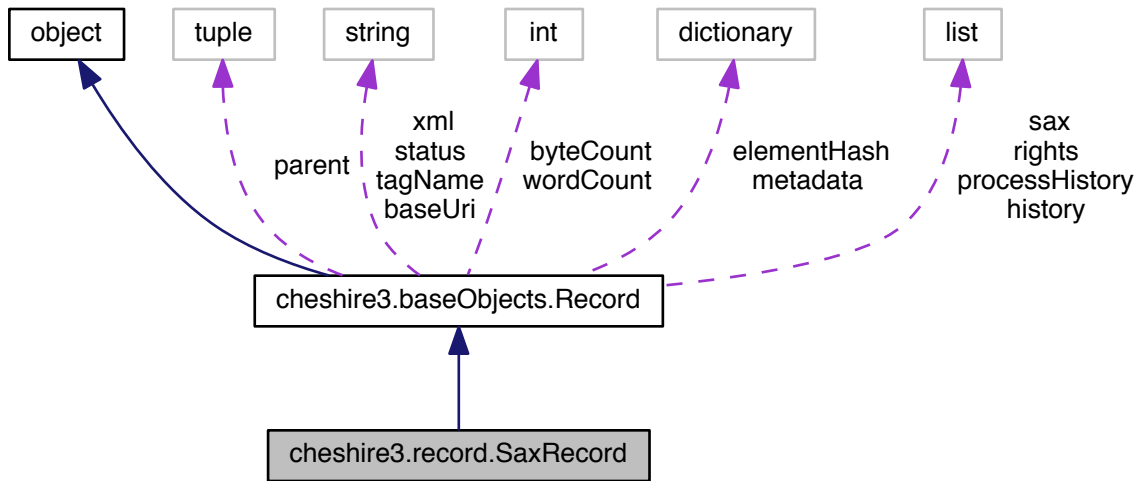 object
tuple
string
int
dictionary
list
parent
xml
status
tagName
baseUri
byteCount
wordCount
elementHash
metadata
sax
rights
processHistory
history
cheshire3.baseObjects.Record
cheshire3.record.SaxRecord